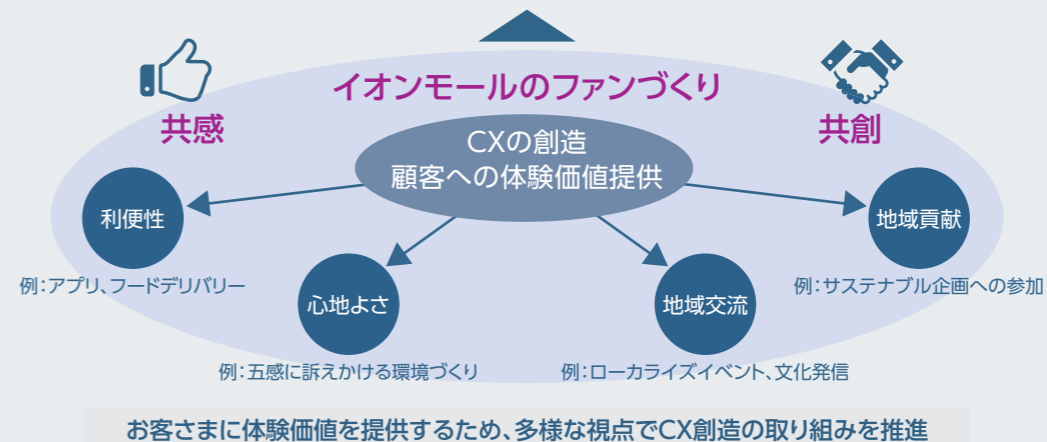 イオンモールのファンづくり
共感
共創
CXの創造
顧客への体験価値提供
利便性
例：アプリ、フードデリバリー
心地よさ
例：五感に訴えかける環境づくり
地域交流
例：ローカライズイベント、文化発信
地域貢献
例：サステナブル企画への参加
お客さまに体験価値を提供するため、多様な視点でCX創造の取り組みを推進